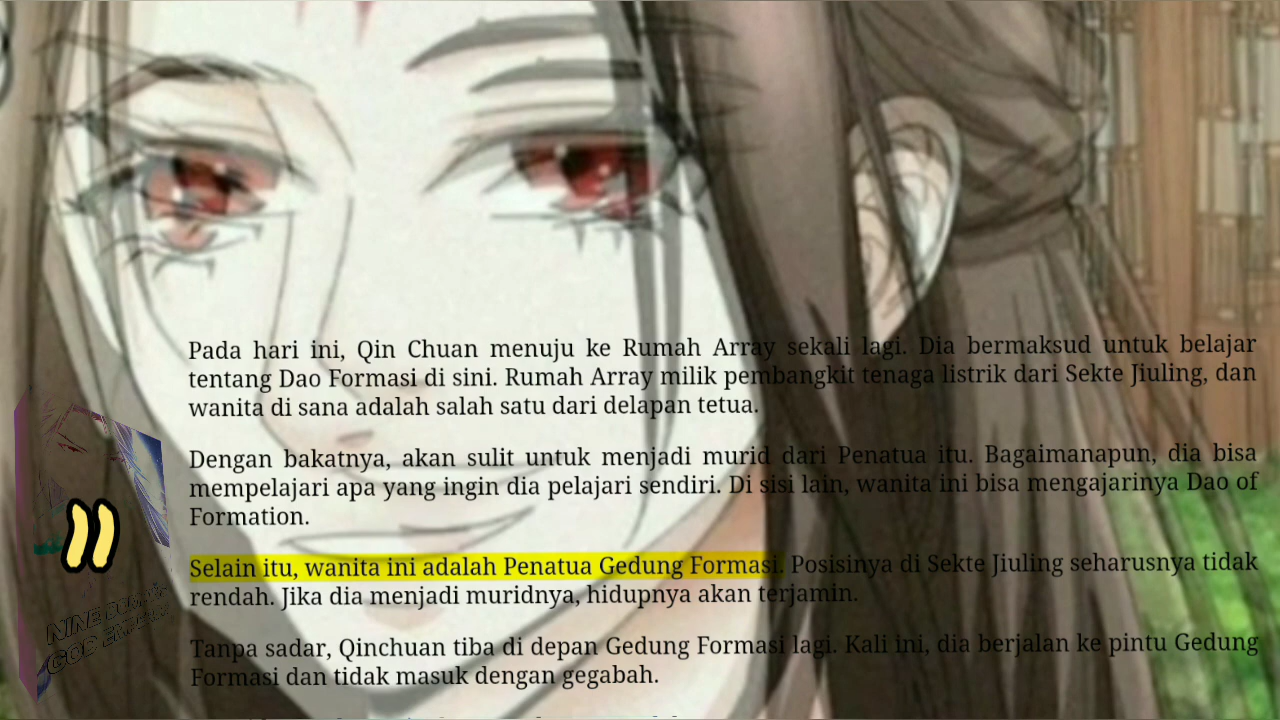 Pada hari ini, Qin Chuan menuju ke Rumah Array sekali lagi. Dia bermaksud untuk belajar
tentang Dao Formasi di sini. Rumah Array milik pembangkit tenaga listrik dari Sekte Jiuling, dan
wanita di sana adalah salah satu dari delapan tetua.
Dengan bakatnya, akan sulit untuk menjadi murid dari Penatua itu. Bagaimanapun, dia bisa
mempelajari apa yang ingin dia pelajari sendiri. Di sisi lain, wanita ini bisa mengajarinya Dao of
Formation.
Selain itu, wanita ini adalah Penatua Gedung Formasi. Posisinya di Sekte Jiuling seharusnya tidak
rendah. Jika dia menjadi muridnya, hidupnya akan terjamin.
Tanpa sadar, Qinchuan tiba di depan Gedung Formasi lagi. Kali ini, dia berjalan ke pintu Gedung
Formasi dan tidak masuk dengan gegabah.
NINE
GOD